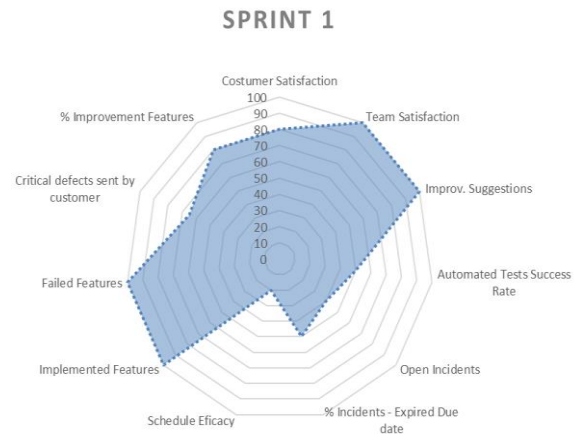 SPRINT 1
Costumer Satisfaction
Team Satisfaction
Improv. Suggestions
Automated Tests Success
Rate
Open Incidents
% Incidents - Expired Due
date
Schedule Eficacy
Implemented Features
Failed Features
Critical defects sent by
customer
% Improvement Features
100
90
80
70
60
50
40
30
20
10
0